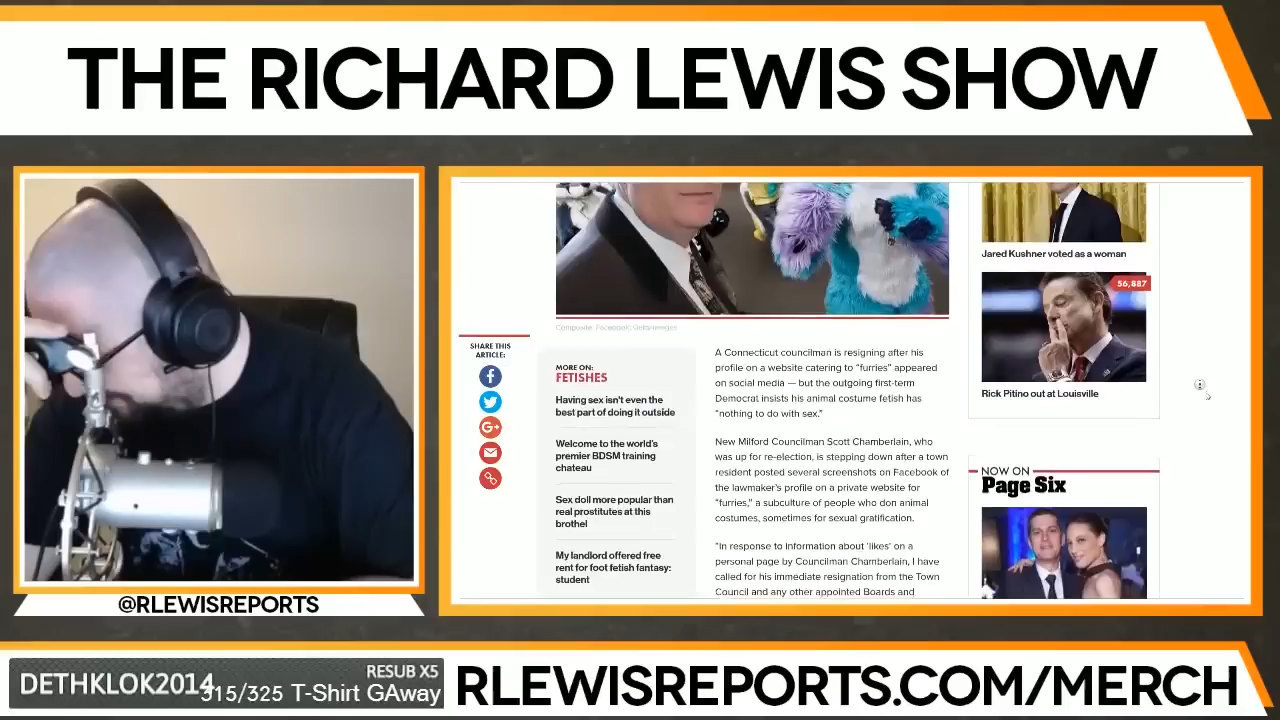 THE RICHARD LEWIS SHOW
@RLEWISREPORTS
SHARE THIS
ARTICLE:
Composite: Facebook; Getty Images
MORE ON:
FETISHES
Having sex isn't even the
best part of doing it outside
Welcome to the world's
premier BDSM training
chateau
Sex doll more popular than
real prostitutes at this
brothel
My landlord offered free
rent for foot fetish fantasy:
student
A Connecticut councilman is resigning after his
profile on a website catering to "furries" appeared
on social media — but the outgoing first-term
Democrat insists his animal costume fetish has
"nothing to do with sex."
New Milford Councilman Scott Chamberlain, who
was up for re-election, is stepping down after a town
resident posted several screenshots on Facebook of
the lawmaker's profile on a private website for
"furries," a subculture of people who don animal
costumes, sometimes for sexual gratification.
"In response to information about 'likes' on a
personal page by Councilman Chamberlain, I have
called for his immediate resignation from the Town
Council and any other appointed Boards and
Jared Kushner voted as a woman
56,887
Rick Pitino out at Louisville
NOW ON
Page Six
DETHKLOK2014
RESUB X5
315/325 T-Shirt GAway
RLEWISREPORTS.COM/MERCH